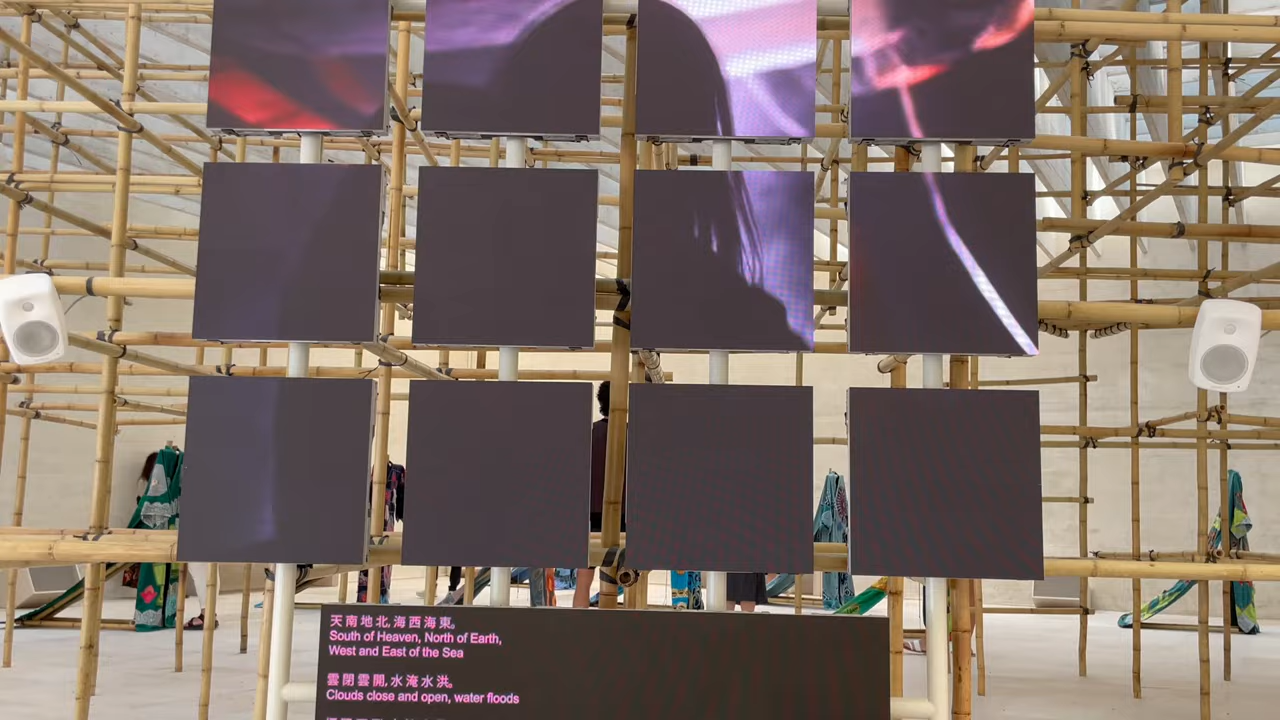 天南地北,海西海東。
South of Heaven, North of Earth,
West and East of the Sea
雲閉雲開,水淹水洪。
Clouds close and open, water floods